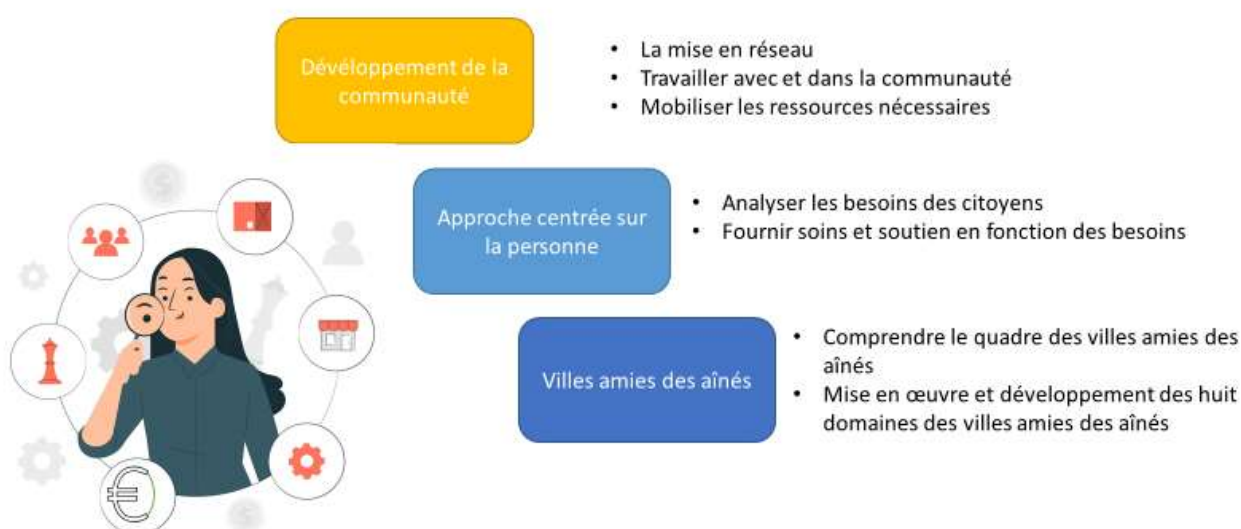 Dévéloppement de la
communauté
• La mise en réseau
• Travailler avec et dans la communauté
• Mobiliser les ressources nécessaires
Approche centrée sur
la personne
• Analyser les besoins des citoyens
• Fournir soins et soutien en fonction des besoins
Villes amies des aînés
• Comprendre le quadre des villes amies des
aînés
• Mise en œuvre et développement des huit
domaines des villes amies des aînés